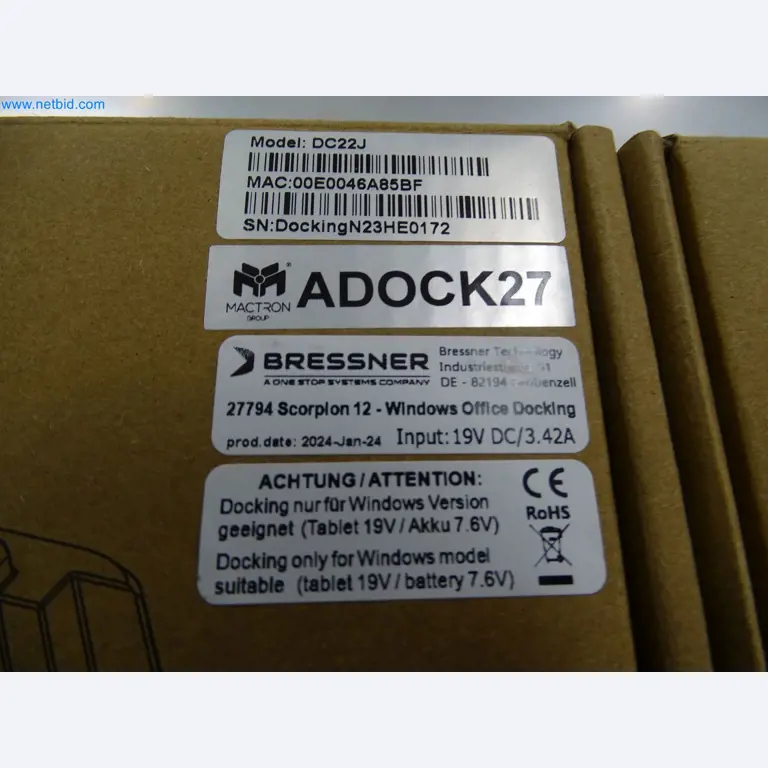 www.netbid.com
Model: DC22J
MAC:00E0046A85BF
SN:DockingN23HE0172
MACTRON
GROUP
ADOCK27
BRESSNER
A ONE STOP SYSTEMS COMPANY
Bressner Technology
DE - 82194
27794 Scorpion 12 - Windows Office Docking
prod.date: 2024-Jan-24 Input: 19V DC/3.42A
ACHTUNG / ATTENTION:
Docking nur für Windows Version
geeignet (Tablet 19V / Akku 7.6V)
Docking only for Windows model
suitable (tablet 19V / battery 7.6V)
CE
RoHS